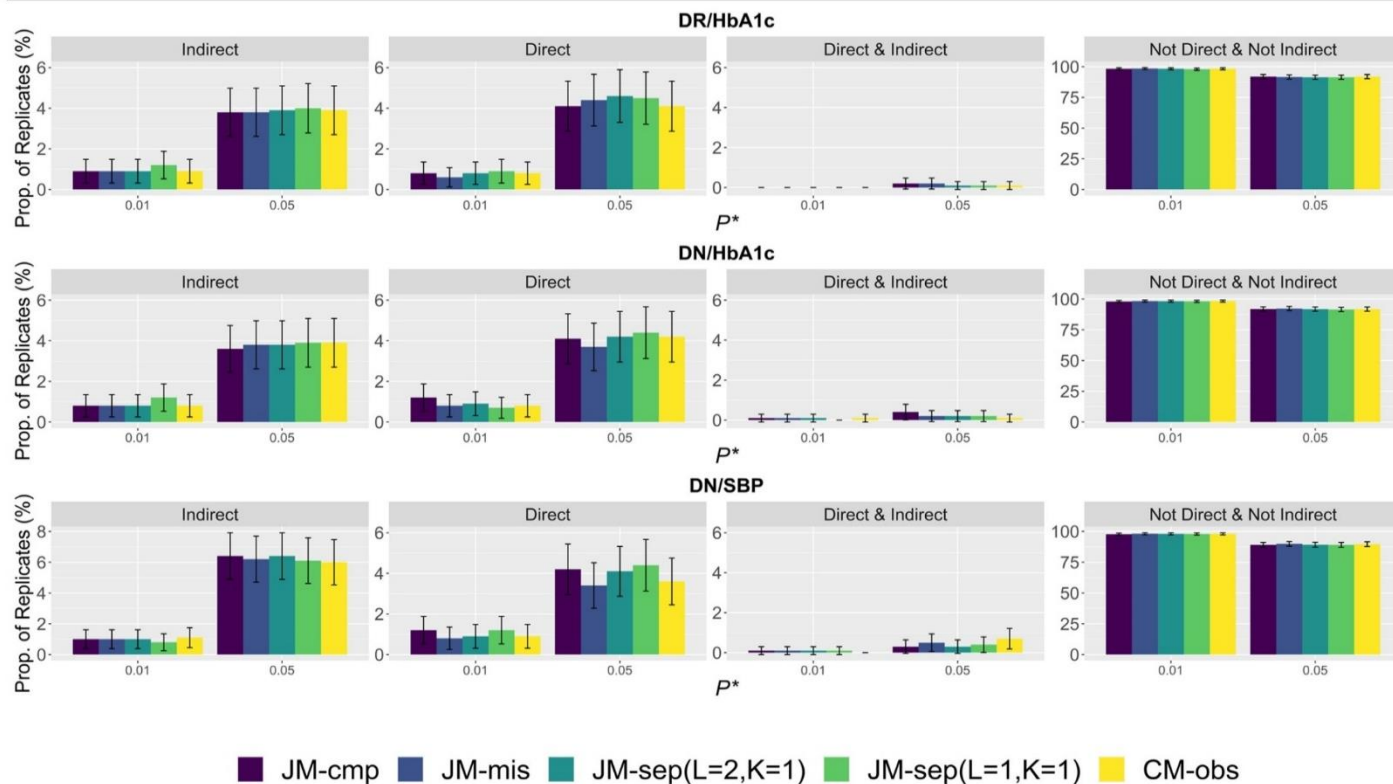 DR/HbA1c
Indirect Direct Direct & Indirect Not Direct & Not Indirect
Prop. of Replicates (%)
6 6 6 100
4 4 4 75
2 2 2 50
25
0 0 0 0
0.01 0.05 0.01 0.05 0.01 0.05 0.01 0.05
P*
DN/HbA1c
Indirect Direct Direct & Indirect Not Direct & Not Indirect
Prop. of Replicates (%)
6 6 6 100
4 4 4 75
2 2 2 50
25
0 0 0 0
0.01 0.05 0.01 0.05 0.01 0.05 0.01 0.05
P*
DN/SBP
Indirect Direct Direct & Indirect Not Direct & Not Indirect
Prop. of Replicates (%)
8 6 6 100
6 4 4 75
4 2 2 50
2 25
0 0 0 0
0.01 0.05 0.01 0.05 0.01 0.05 0.01 0.05
P*
JM-cmp JM-mis JM-sep(L=2,K=1) JM-sep(L=1,K=1) CM-obs